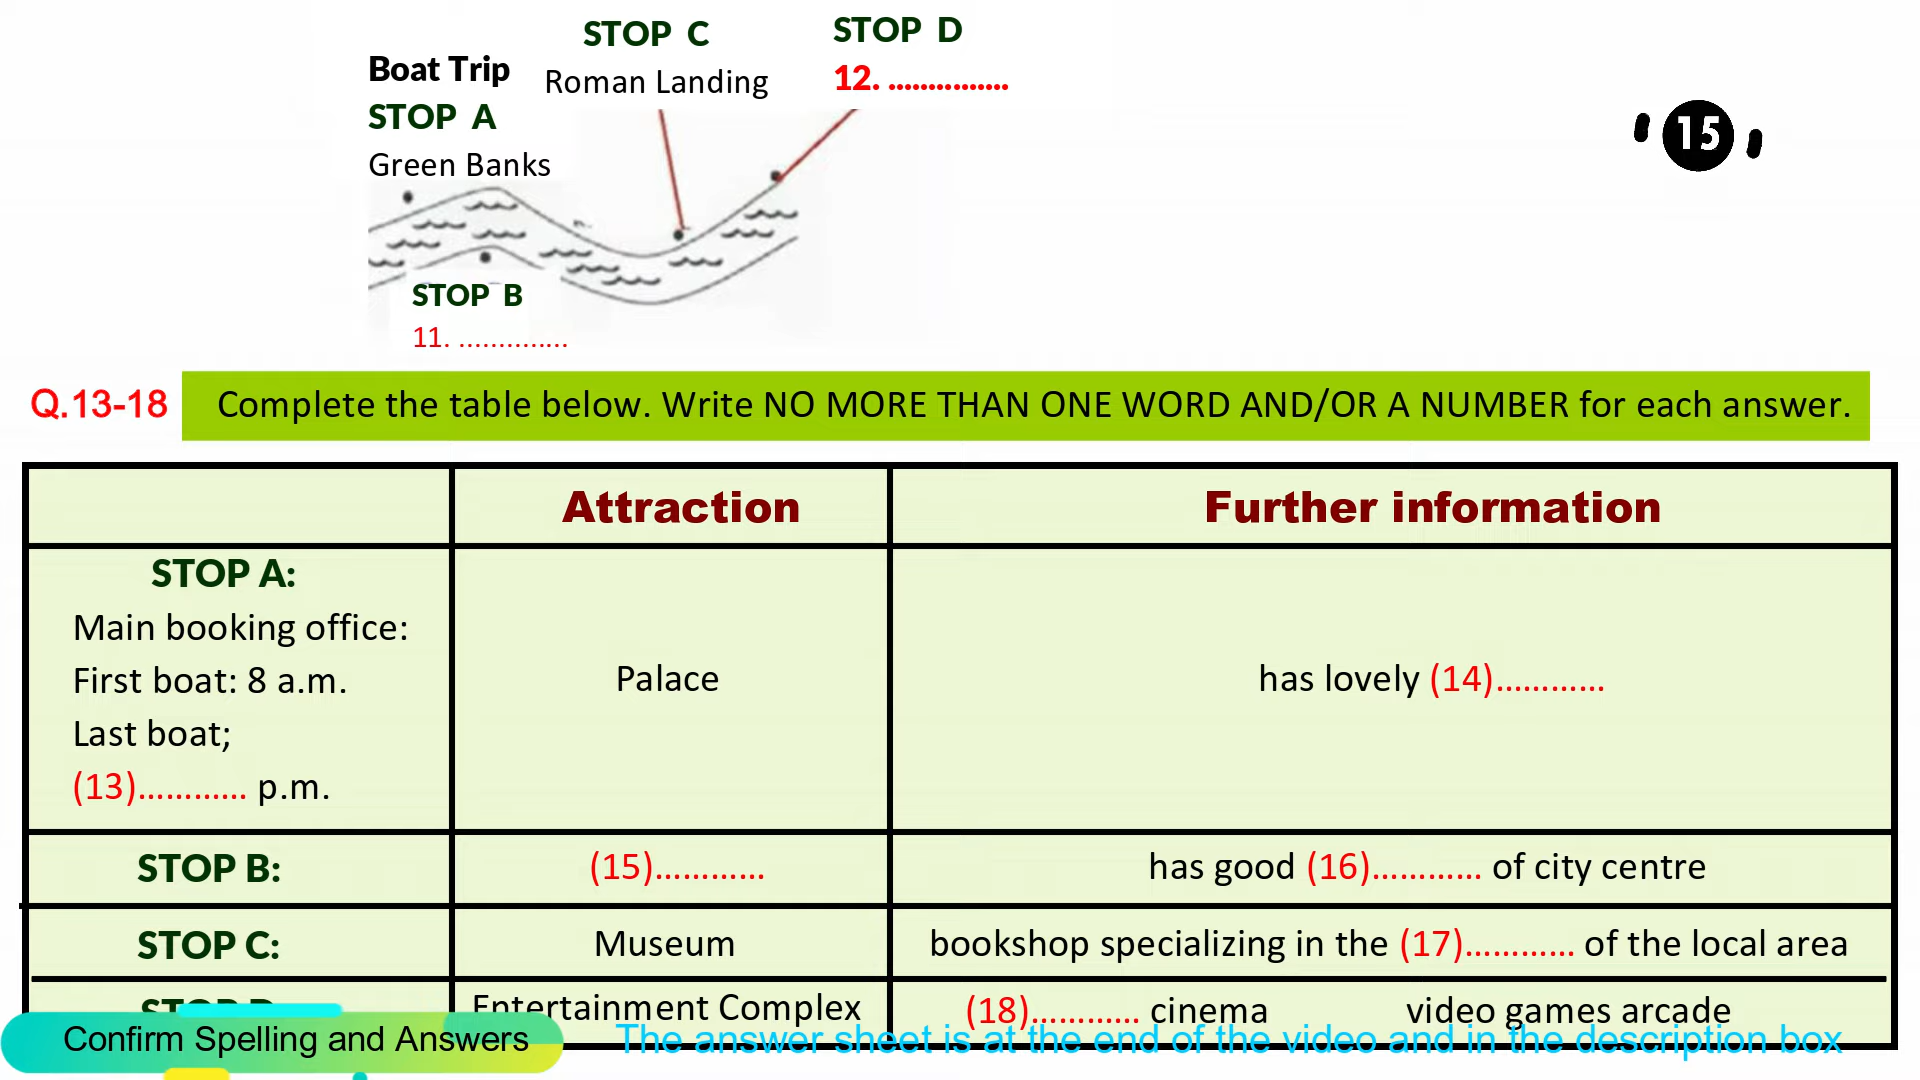 STOP C
STOP D
Boat Trip
Roman Landing
12. ...............
STOP A
Green Banks
15
STOP B
11. ..............
Q.13-18
Complete the table below. Write NO MORE THAN ONE WORD AND/OR A NUMBER for each answer.
Attraction
Further information
STOP A:
Main booking office:
First boat: 8 a.m.
Last boat;
(13)………… p.m.
Palace
has lovely (14)…………
STOP B:
(15)…………
has good (16)………… of city centre
STOP C:
Museum
bookshop specializing in the (17)………… of the local area
STOP D
Entertainment Complex
(18)………… cinema video games arcade
Confirm Spelling and Answers
The answer sheet is at the end of the video and in the description box